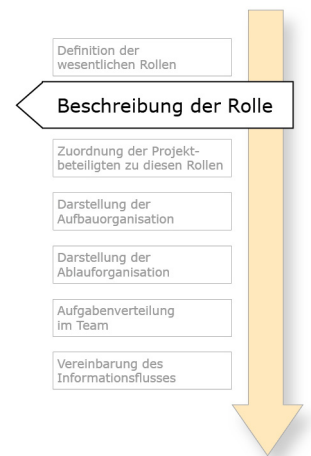 Definition der
wesentlichen Rollen
Beschreibung der Rolle
Zuordnung der Projekt-
beteiligten zu diesen Rollen
Darstellung der
Aufbauorganisation
Darstellung der
Ablauforganisation
Aufgabenverteilung
im Team
Vereinbarung des
Informationsflusses